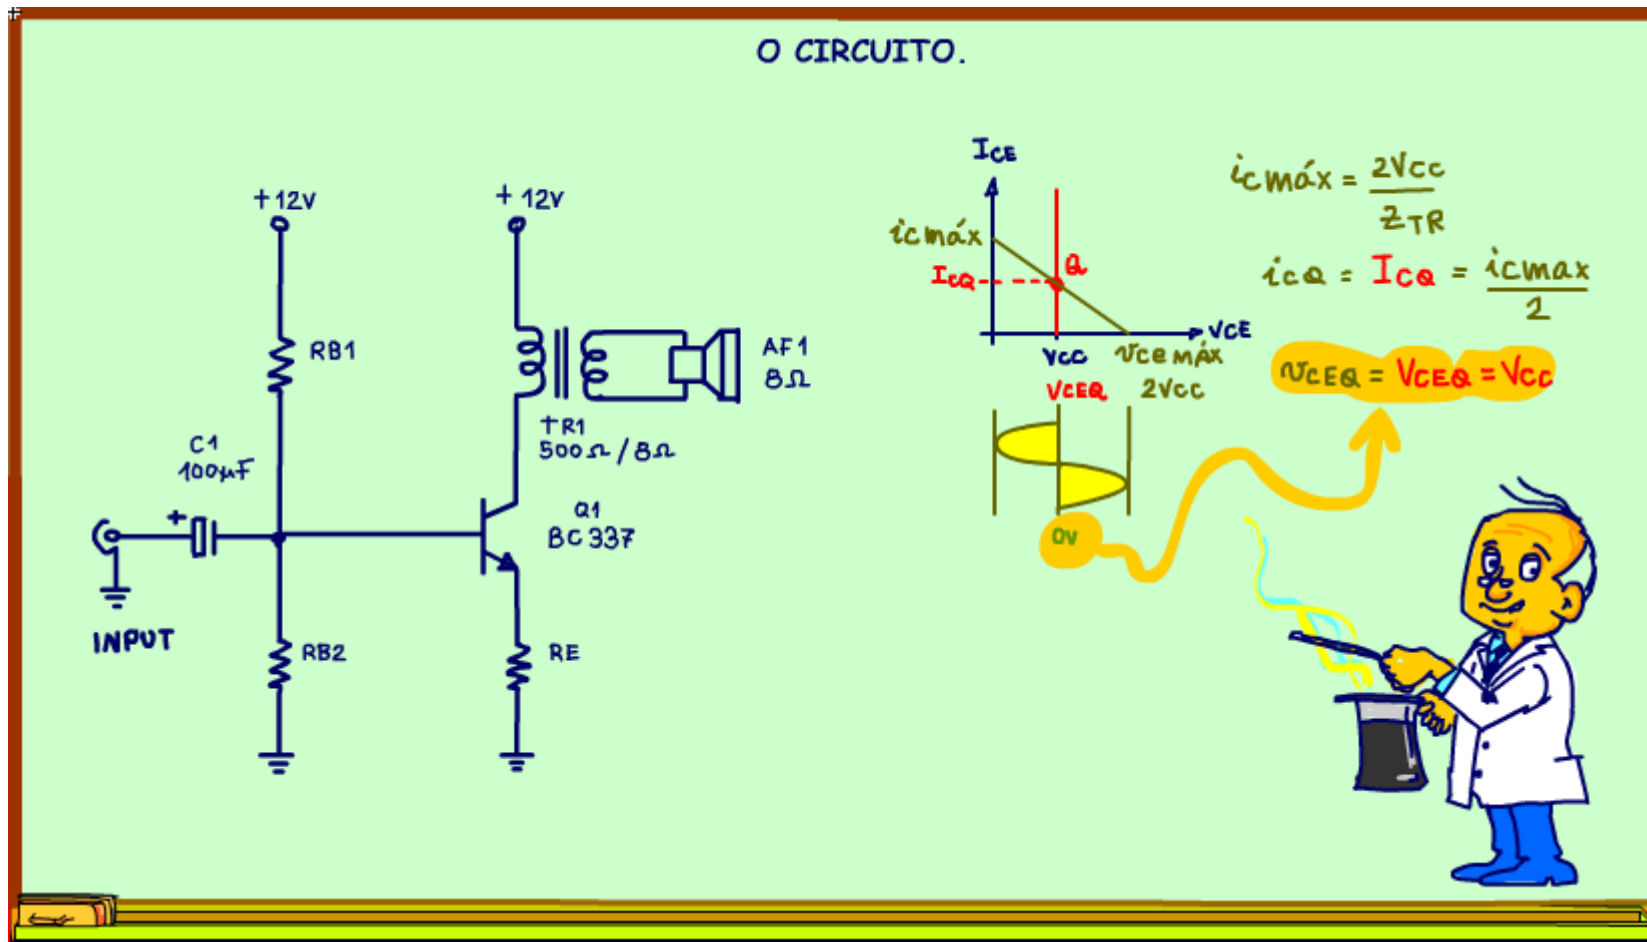 O CIRCUITO.
+12V
+12V
RB1
AF1
8Ω
TR1
500Ω/8Ω
C1
100µF
+
Q1
BC337
INPUT
RB2
RE
ICE
icmáx
ICQ
Q
VCE
VCC
vce MÁX
VCEQ
2VCC
0V
icmáx = 2VCC
ZTR
icQ = ICQ = icmax
2
vCEQ = VCEQ = VCC